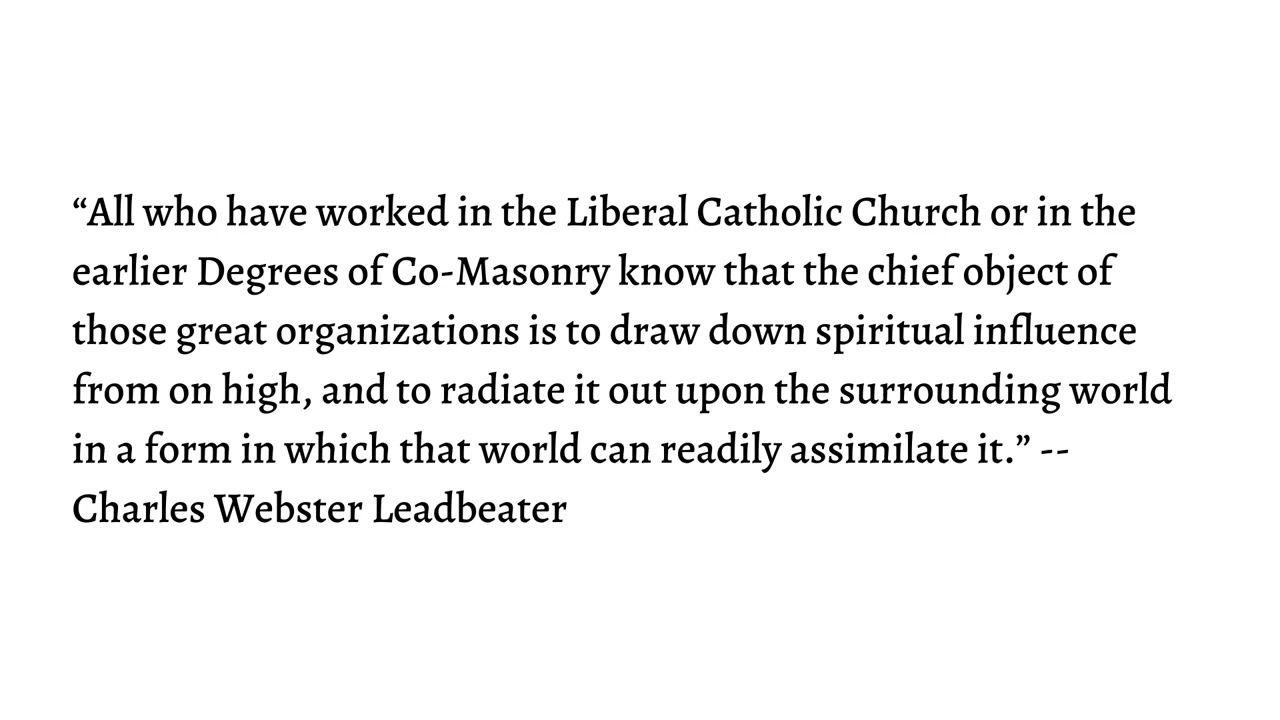 “All who have worked in the Liberal Catholic Church or in the
earlier Degrees of Co-Masonry know that the chief object of
those great organizations is to draw down spiritual influence
from on high, and to radiate it out upon the surrounding world
in a form in which that world can readily assimilate it.” --
Charles Webster Leadbeater